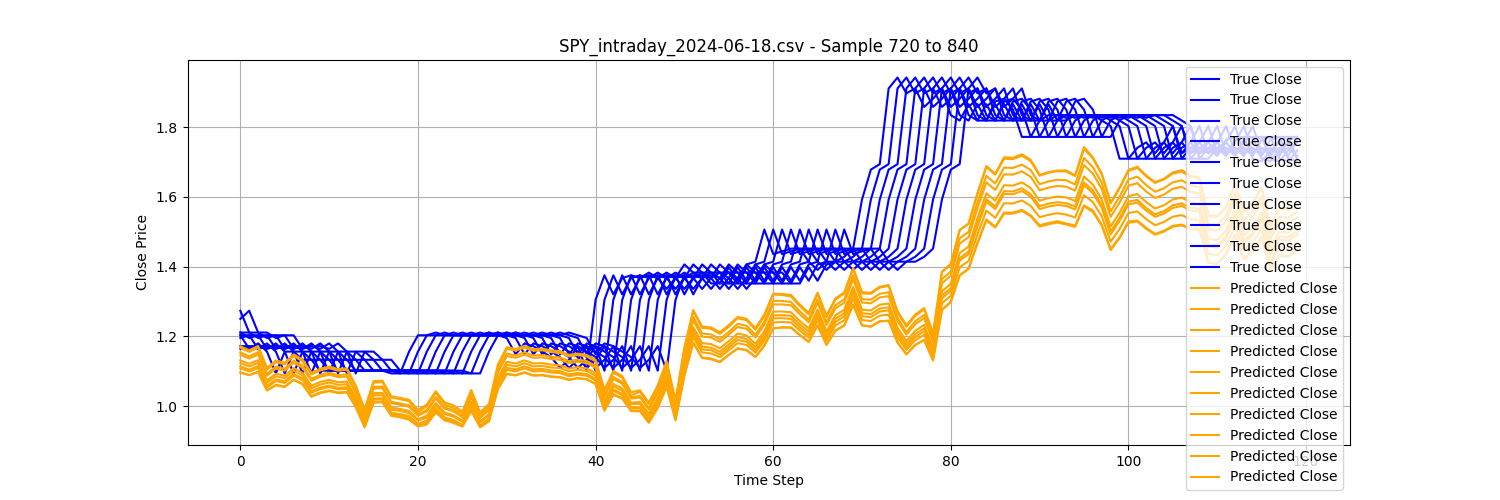 SPY_intraday_2024-06-18.csv - Sample 720 to 840
Close Price
1.8
1.6
1.4
1.2
1.0
0
20
40
60
80
100
120
Time Step
True Close
True Close
True Close
True Close
True Close
True Close
True Close
True Close
True Close
True Close
Predicted Close
Predicted Close
Predicted Close
Predicted Close
Predicted Close
Predicted Close
Predicted Close
Predicted Close
Predicted Close
Predicted Close